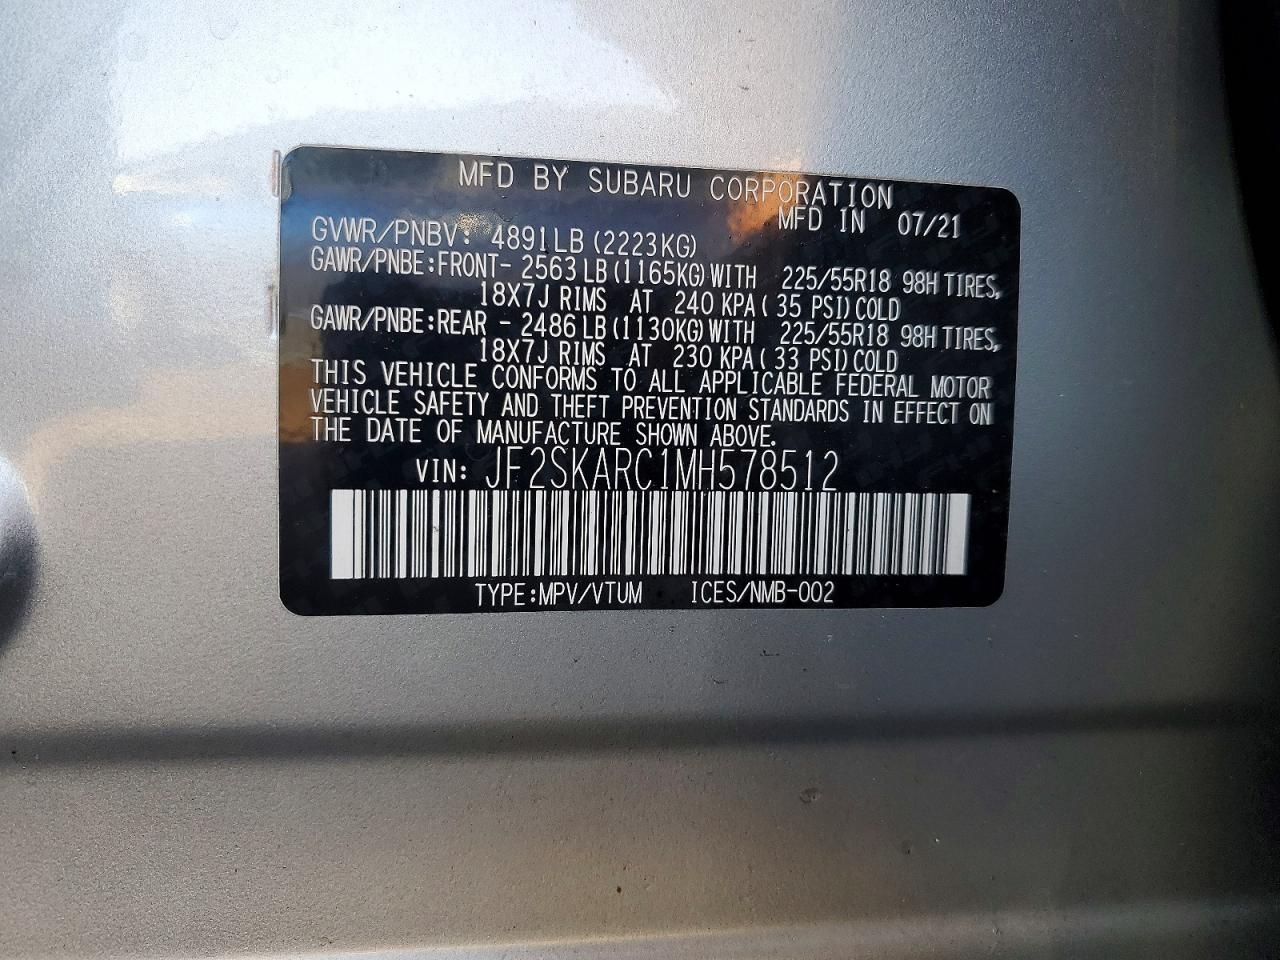 MFD BY SUBARU CORPORATION
MFD IN 07/21
GVWR/PNBV: 4891LB (2223KG)
GAWR/PNBE:FRONT- 2563 LB (1165KG) WITH 225/55R18 98H TIRES,
18X7J RIMS AT 240 KPA ( 35 PSI) COLD
GAWR/PNBE:REAR - 2486 LB (1130KG) WITH 225/55R18 98H TIRES,
18X7J RIMS AT 230 KPA ( 33 PSI) COLD
THIS VEHICLE CONFORMS TO ALL APPLICABLE FEDERAL MOTOR
VEHICLE SAFETY AND THEFT PREVENTION STANDARDS IN EFFECT ON
THE DATE OF MANUFACTURE SHOWN ABOVE.
VIN: JF2SKARC1MH578512
TYPE:MPV/VTUM ICES/NMB-002